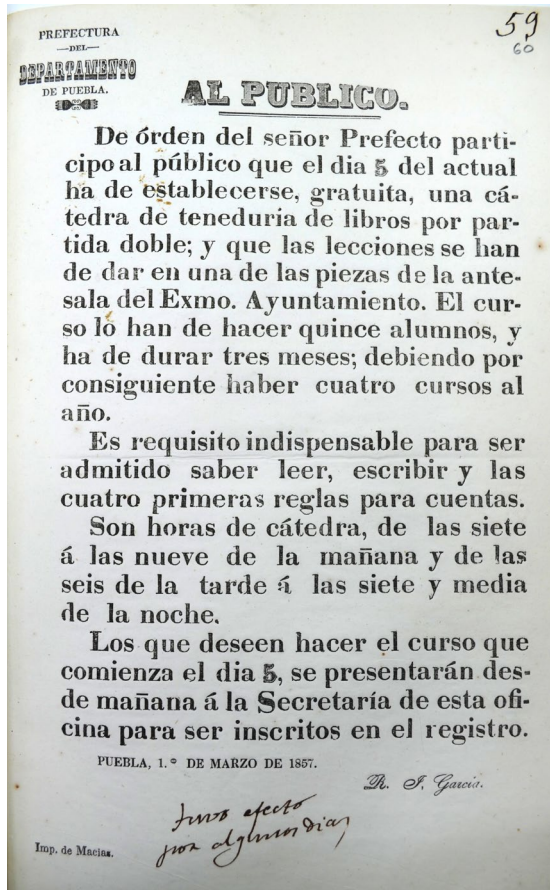 59
60
PREFECTURA
—DEL—
DEPARTAMENTO
DE PUEBLA.
AL PUBLICO.
De órden del señor Prefecto parti-
cipo al público que el dia 5 del actual
ha de establecerse, gratuita, una cá-
tedra de teneduria de libros por par-
tida doble; y que las lecciones se han
de dar en una de las piezas de la ante-
sala del Exmo. Ayuntamiento. El cur-
so lo han de hacer quince alumnos, y
ha de durar tres meses; debiendo por
consiguiente haber cuatro cursos al
año.
Es requisito indispensable para ser
admitido saber leer, escribir y las
cuatro primeras reglas para cuentas.
Son horas de cátedra, de las siete
á las nueve de la mañana y de las
seis de la tarde á las siete y media
de la noche.
Los que deseen hacer el curso que
comienza el dia 5, se presentarán des-
de mañana á la Secretaría de esta ofi-
cina para ser inscritos en el registro.
PUEBLA, 1.º DE MARZO DE 1857.
R. J. Garcia.
tuvo efecto
por algunos dias
Imp. de Macias.